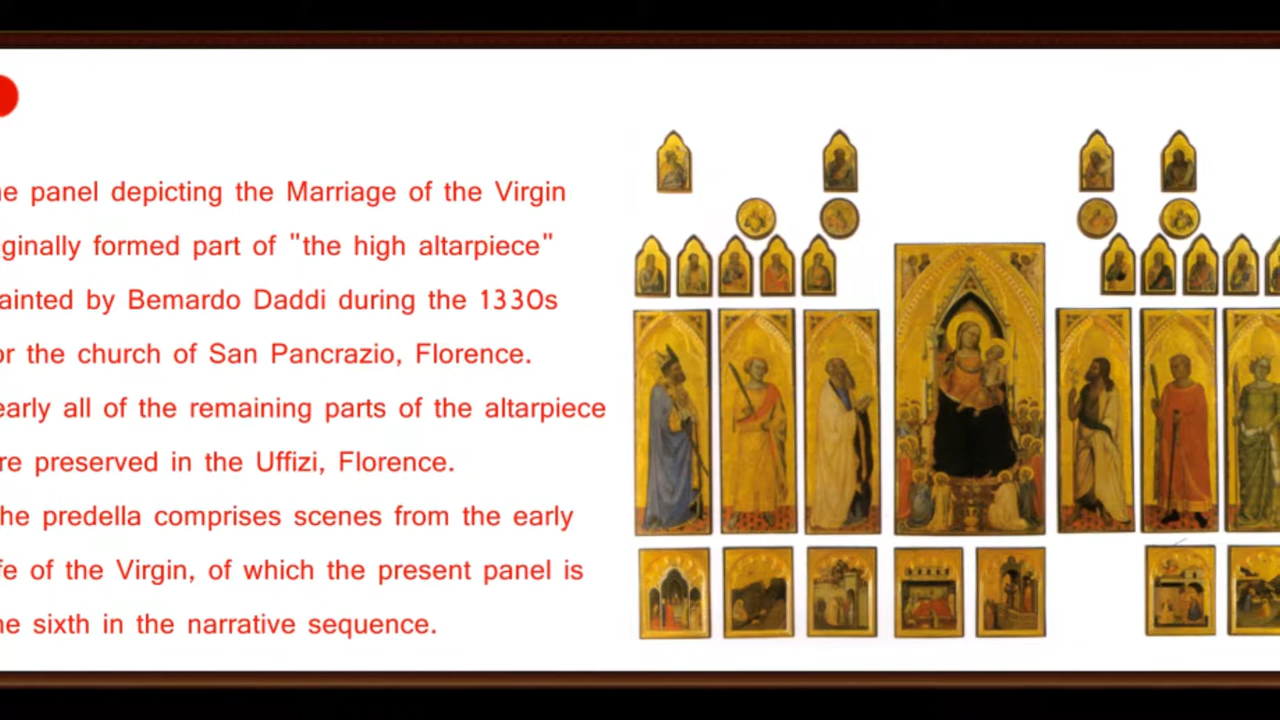 e panel depicting the Marriage of the Virgin
ginally formed part of "the high altarpiece"
ainted by Bemardo Daddi during the 1330s
or the church of San Pancrazio, Florence.
early all of the remaining parts of the altarpiece
re preserved in the Uffizi, Florence.
he predella comprises scenes from the early
fe of the Virgin, of which the present panel is
ne sixth in the narrative sequence.